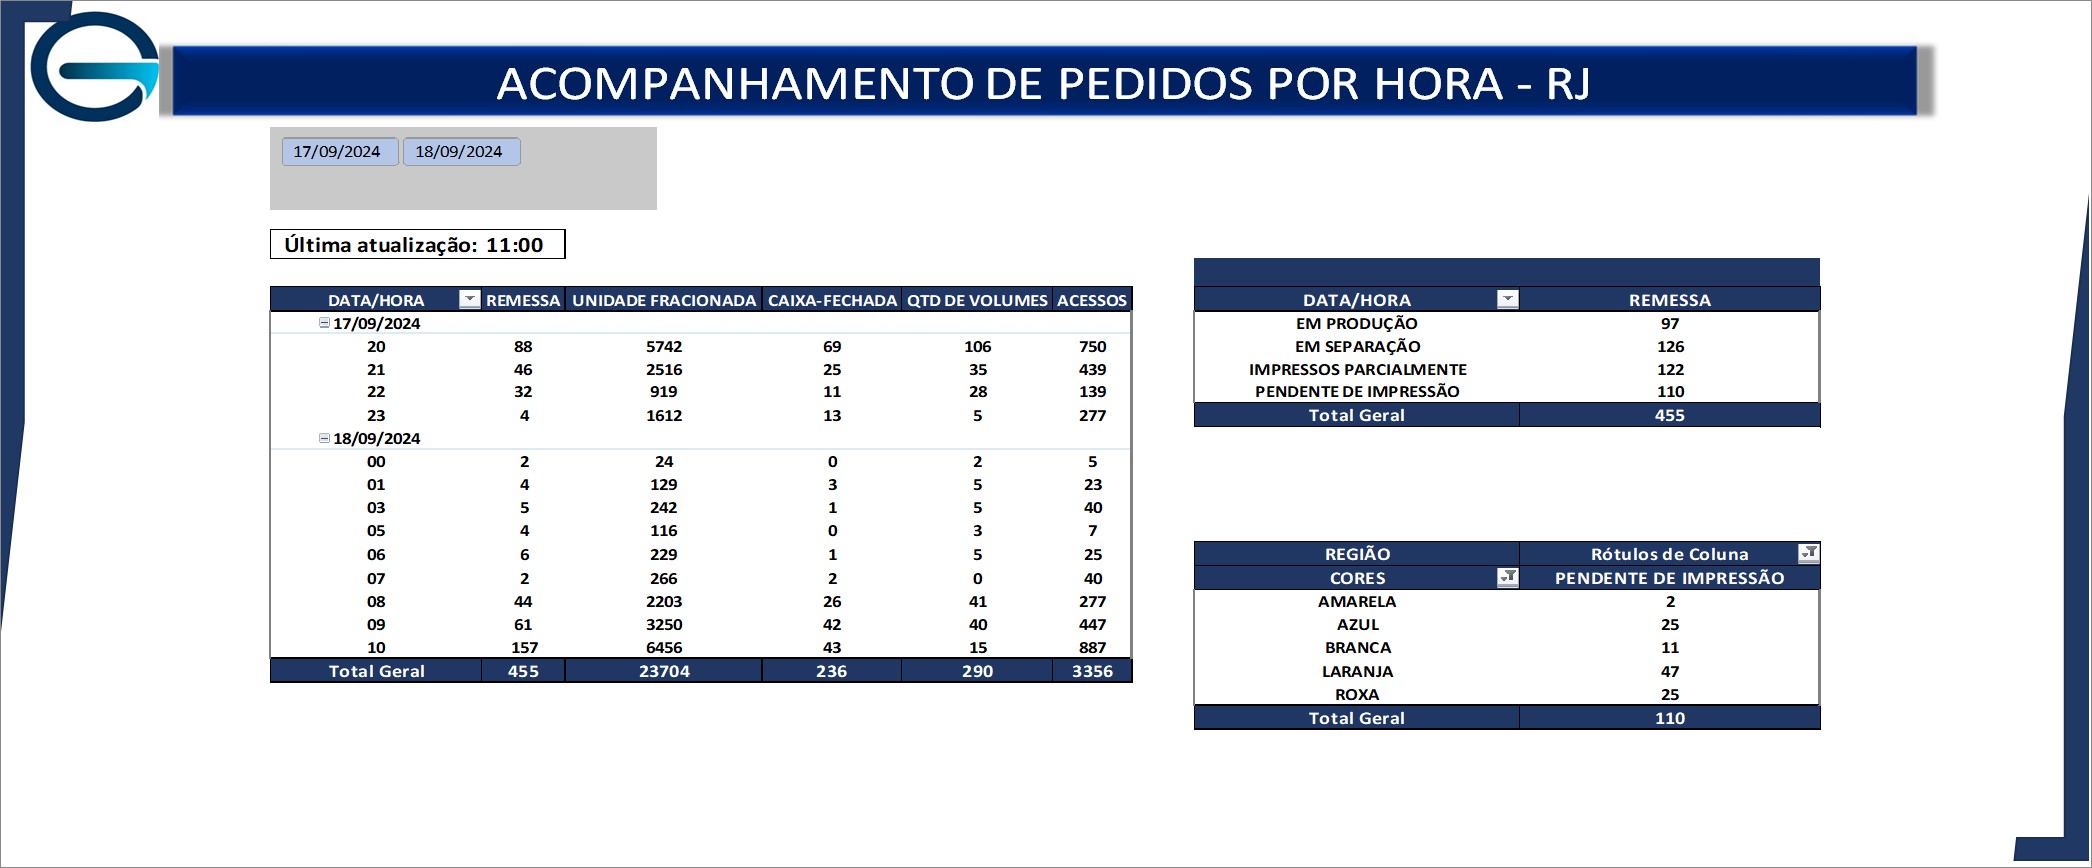 ACOMPANHAMENTO DE PEDIDOS POR HORA - RJ
17/09/2024 18/09/2024
Última atualização: 11:00
DATA/HORA REMESSA UNIDADE FRACIONADA CAIXA-FECHADA QTD DE VOLUMES ACESSOS
17/09/2024
20 88 5742 69 106 750
21 46 2516 25 35 439
22 32 919 11 28 139
23 4 1612 13 5 277
18/09/2024
00 2 24 0 2 5
01 4 129 3 5 23
03 5 242 1 5 40
05 4 116 0 3 7
06 6 229 1 5 25
07 2 266 2 0 40
08 44 2203 26 41 277
09 61 3250 42 40 447
10 157 6456 43 15 887
Total Geral 455 23704 236 290 3356
DATA/HORA REMESSA
EM PRODUÇÃO 97
EM SEPARAÇÃO 126
IMPRESSOS PARCIALMENTE 122
PENDENTE DE IMPRESSÃO 110
Total Geral 455
REGIÃO Rótulos de Coluna
CORES PENDENTE DE IMPRESSÃO
AMARELA 2
AZUL 25
BRANCA 11
LARANJA 47
ROXA 25
Total Geral 110